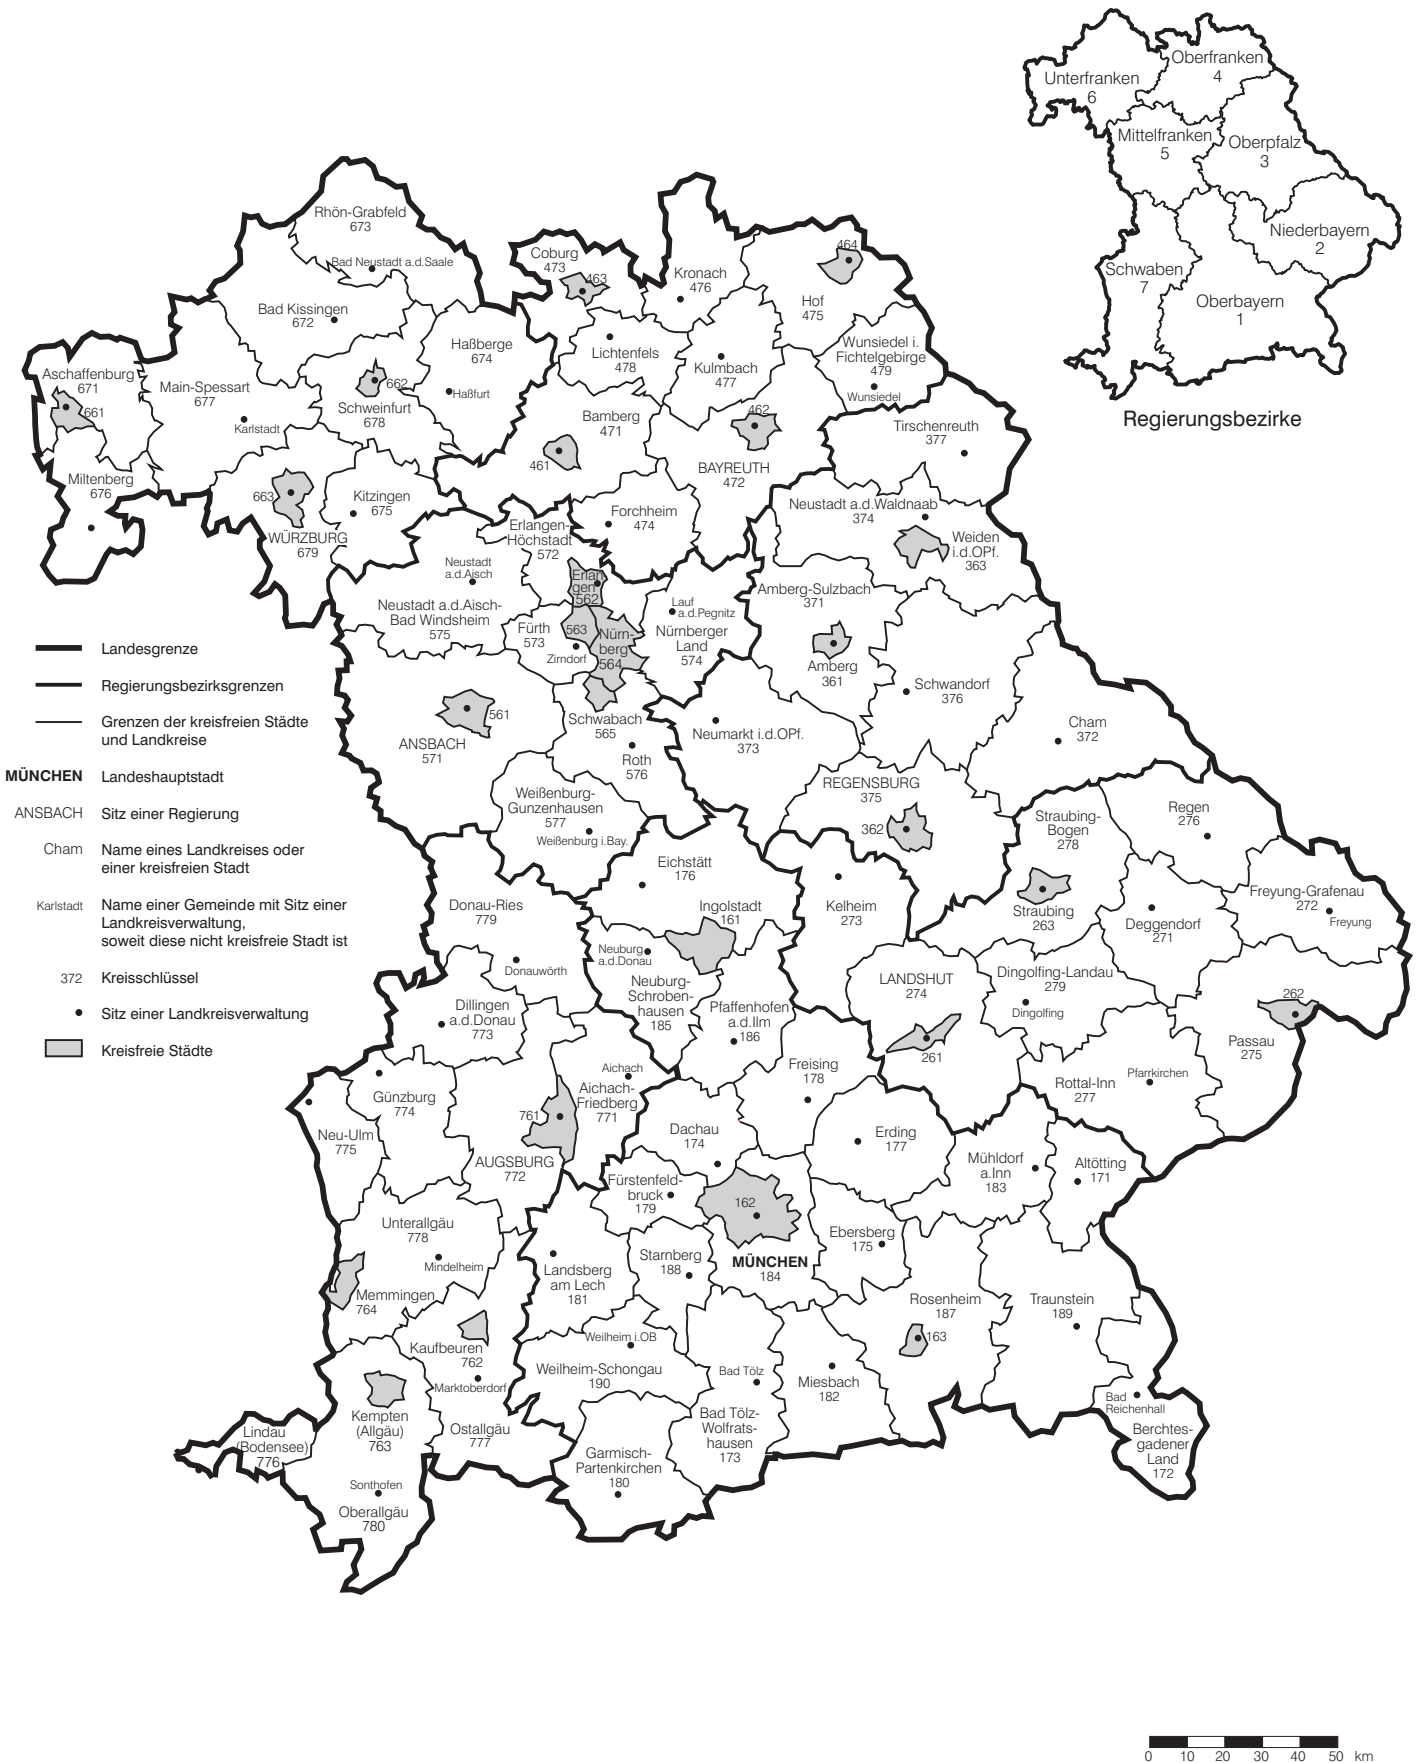 Oberfranken
4
Unterfranken
6
Mittelfranken
5
Oberpfalz
3
Niederbayern
2
Schwaben
7
Oberbayern
1
Regierungsbezirke
Rhön-Grabfeld
673
Bad Neustadt a.d.Saale
Coburg
473
463
Kronach
476
464
Hof
475
Bad Kissingen
672
Haßberge
674
Haßfurt
Lichtenfels
478
Kulmbach
477
Wunsiedel i.
Fichtelgebirge
479
Wunsiedel
Aschaffenburg
671
661
Main-Spessart
677
Karlstadt
662
Schweinfurt
678
Bamberg
471
461
462
BAYREUTH
472
Tirschenreuth
377
Miltenberg
676
663
WÜRZBURG
679
Kitzingen
675
Erlangen-
Höchstadt
572
Forchheim
474
Neustadt a.d.Waldnaab
374
Weiden
i.d.OPf.
363
Neustadt
a.d.Aisch
Neustadt a.d.Aisch-
Bad Windsheim
575
Erlan-
gen
562
Fürth
573
563
Zirndorf
Nürn-
berg
564
Lauf
a.d.Pegnitz
Nürnberger
Land
574
Amberg-Sulzbach
371
Amberg
361
Schwandorf
376
Cham
372
561
ANSBACH
571
Schwabach
565
Roth
576
Neumarkt i.d.OPf.
373
Weißenburg-
Gunzenhausen
577
Weißenburg i.Bay.
REGENSBURG
375
362
Straubing-
Bogen
278
Regen
276
Landesgrenze
Regierungsbezirksgrenzen
Grenzen der kreisfreien Städte
und Landkreise
MÜNCHEN Landeshauptstadt
ANSBACH Sitz einer Regierung
Cham Name eines Landkreises oder
einer kreisfreien Stadt
Karlstadt Name einer Gemeinde mit Sitz einer
Landkreisverwaltung,
soweit diese nicht kreisfreie Stadt ist
372 Kreisschlüssel
Sitz einer Landkreisverwaltung
Kreisfreie Städte
Eichstätt
176
Ingolstadt
161
Kelheim
273
Straubing
263
Deggendorf
271
Freyung-Grafenau
272
Freyung
Donau-Ries
779
Donauwörth
Neuburg
a.d.Donau
Neuburg-
Schroben-
hausen
185
Pfaffenhofen
a.d.Ilm
186
LANDSHUT
274
261
Dingolfing-Landau
279
Dingolfing
262
Passau
275
Dillingen
a.d.Donau
773
Freising
178
Rottal-Inn
277
Pfarrkirchen
Günzburg
774
Neu-Ulm
775
761
AUGSBURG
772
Aichach
Aichach-
Friedberg
771
Dachau
174
Erding
177
Mühldorf
a.Inn
183
Altötting
171
Fürstenfeld-
bruck
179
162
MÜNCHEN
184
Ebersberg
175
Unterallgäu
778
Mindelheim
Memmingen
764
Landsberg
am Lech
181
Starnberg
188
Rosenheim
187
163
Traunstein
189
Kaufbeuren
762
Marktoberdorf
Weilheim i.OB
Weilheim-Schongau
190
Bad Tölz
Bad Tölz-
Wolfrats-
hausen
173
Miesbach
182
Bad
Reichenhall
Berchtes-
gadener
Land
172
Kempten
(Allgäu)
763
Ostallgäu
777
Lindau
(Bodensee)
776
Sonthofen
Oberallgäu
780
Garmisch-
Partenkirchen
180
0 10 20 30 40 50 km